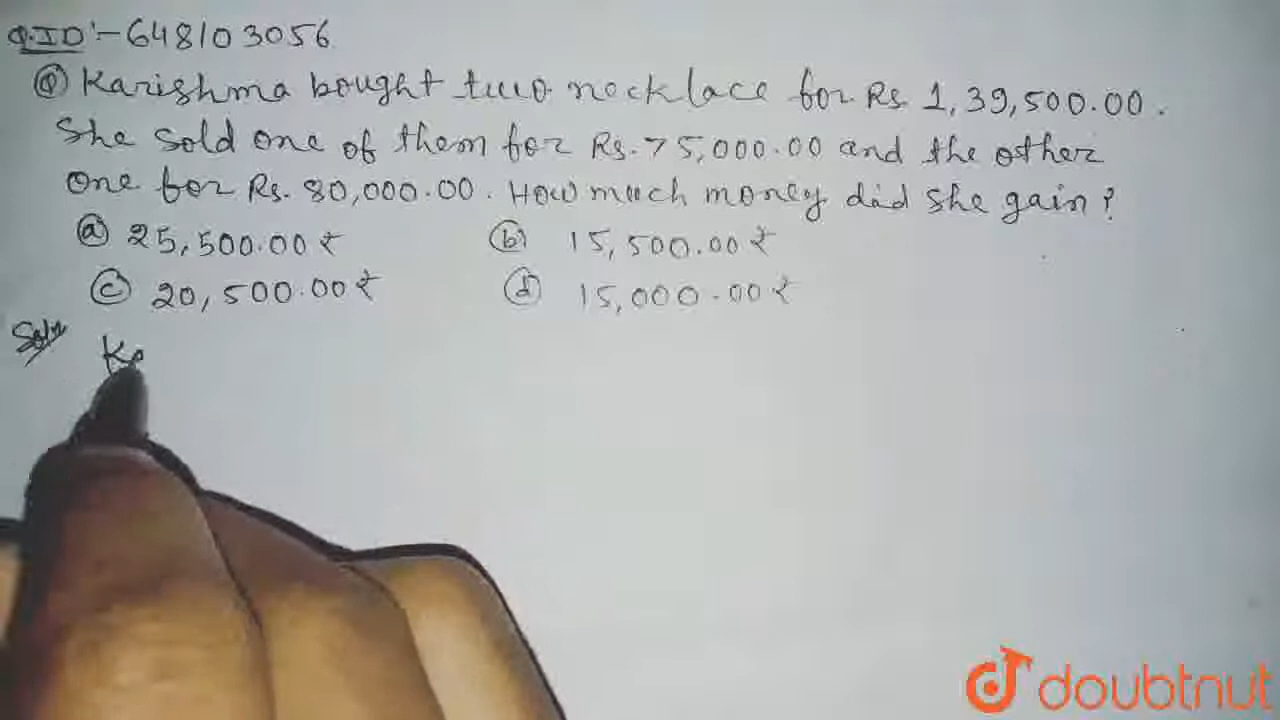 Q.ID:-648103056
Q Karishma bought two necklace for Rs. 1,39,500.00.
She sold one of them for Rs. 75,000.00 and the other
one for Rs. 80,000.00. How much money did she gain?
a 25,500.00₹ b 15,500.00₹
c 20,500.00₹ d 15,000.00₹
Soln Ka
doubtnut